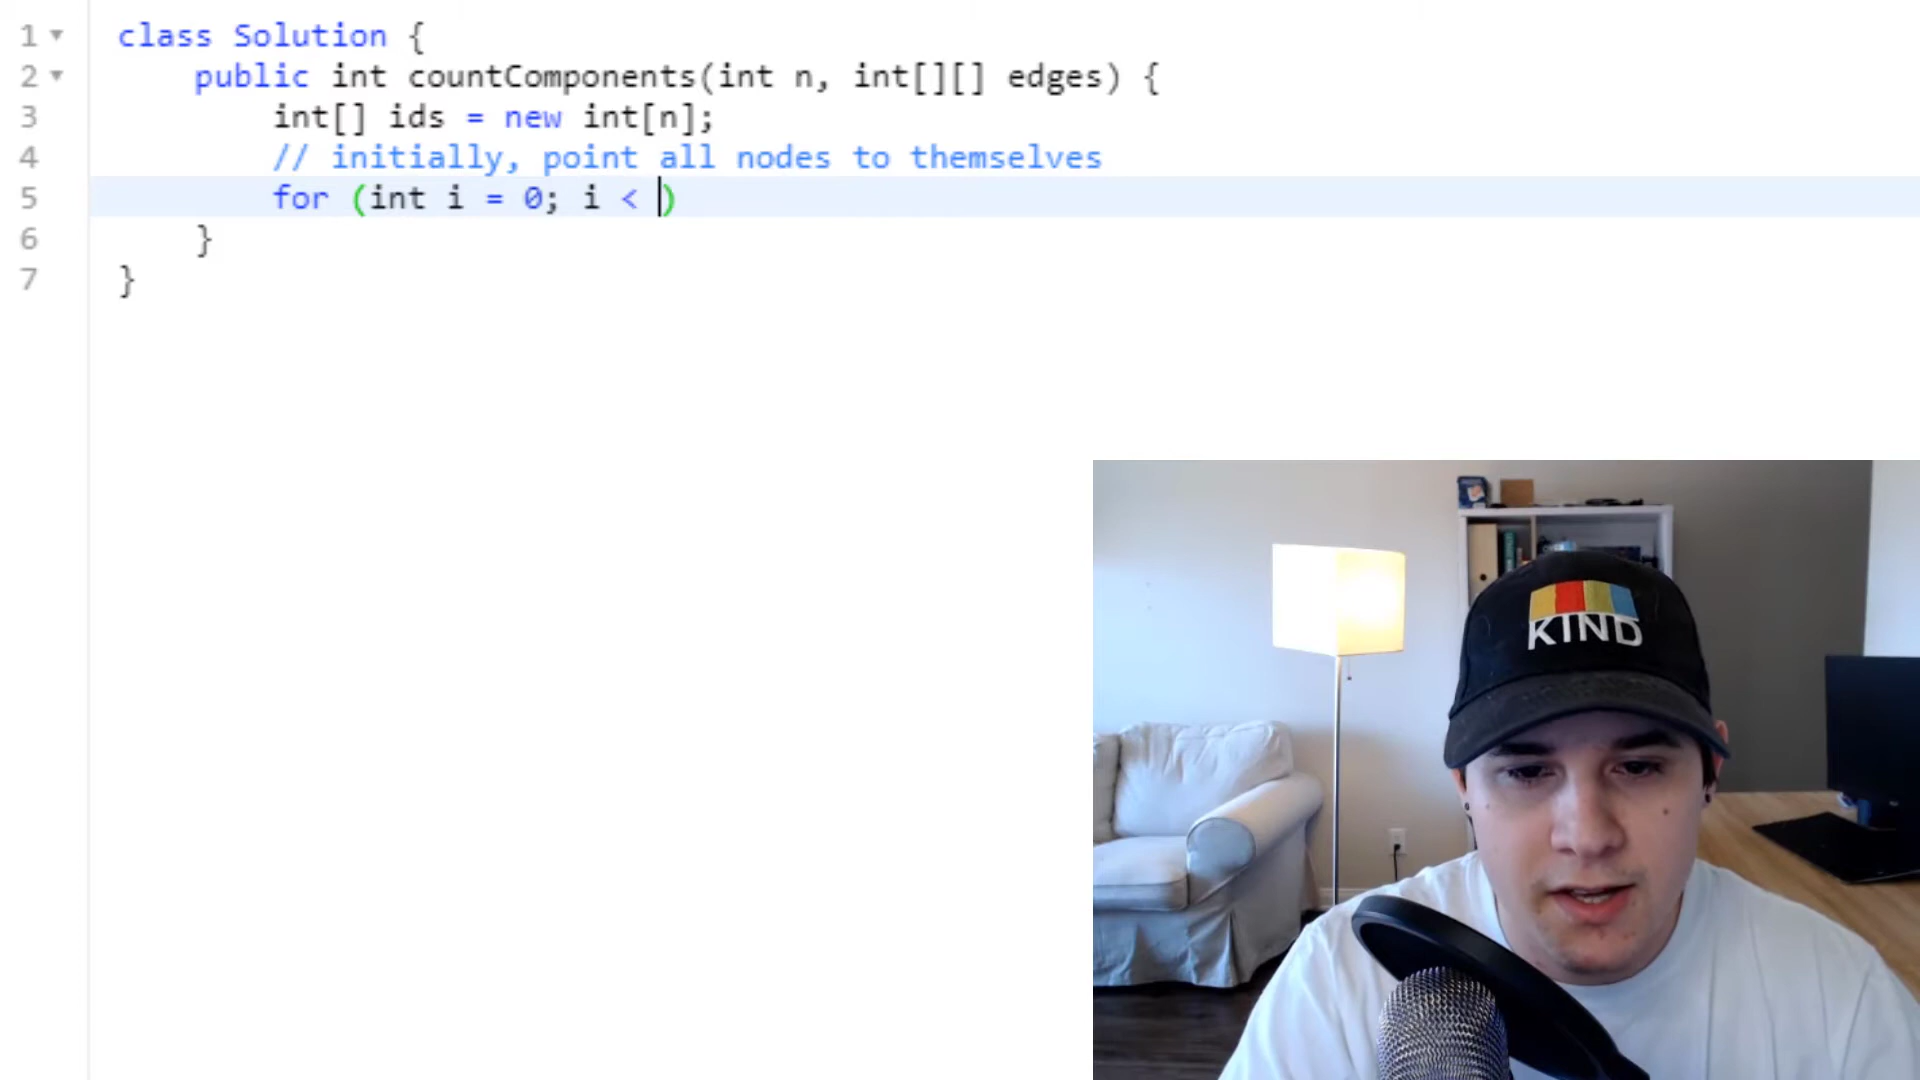 1 class Solution {
2 public int countComponents(int n, int[][] edges) {
3 int[] ids = new int[n];
4 // initially, point all nodes to themselves
5 for (int i = 0; i < )
6 }
7 }
KIND